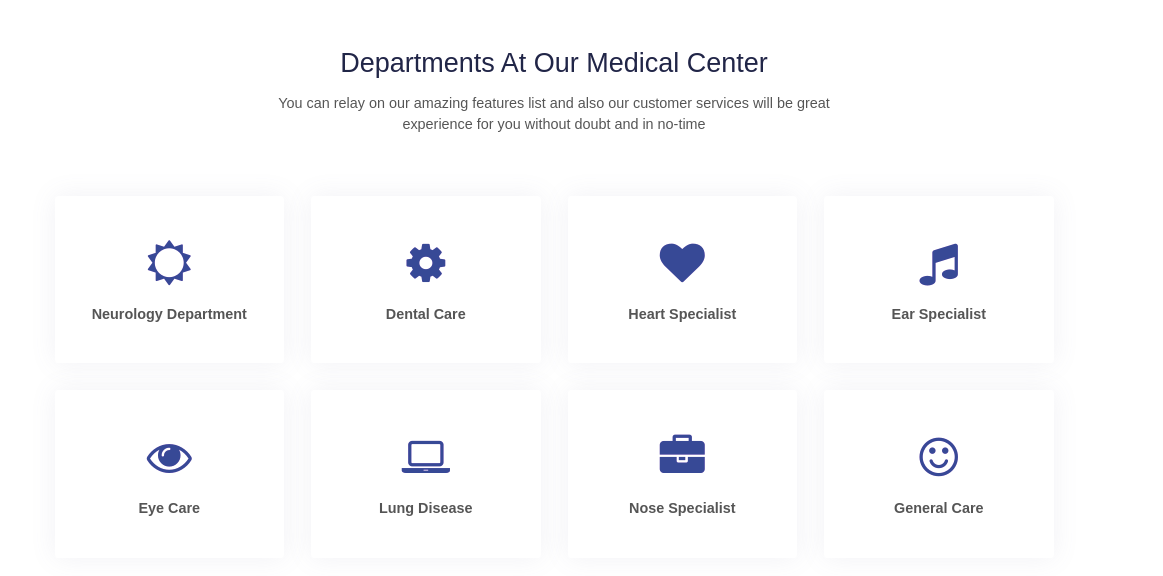 Departments At Our Medical Center
You can relay on our amazing features list and also our customer services will be great
experience for you without doubt and in no-time
Neurology Department
Dental Care
Heart Specialist
Ear Specialist
Eye Care
Lung Disease
Nose Specialist
General Care